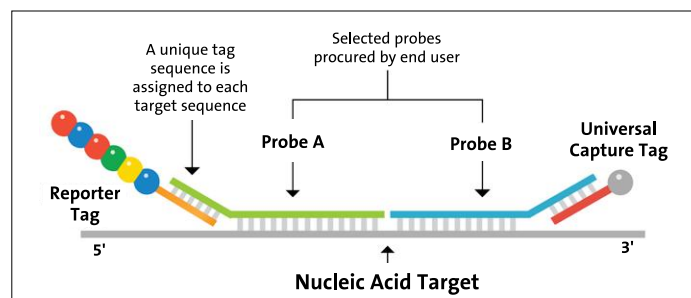 A unique tag
sequence is
assigned to each
target sequence
Selected probes
procured by end user
Probe A
Probe B
Universal
Capture Tag
Reporter
Tag
5'
3'
Nucleic Acid Target